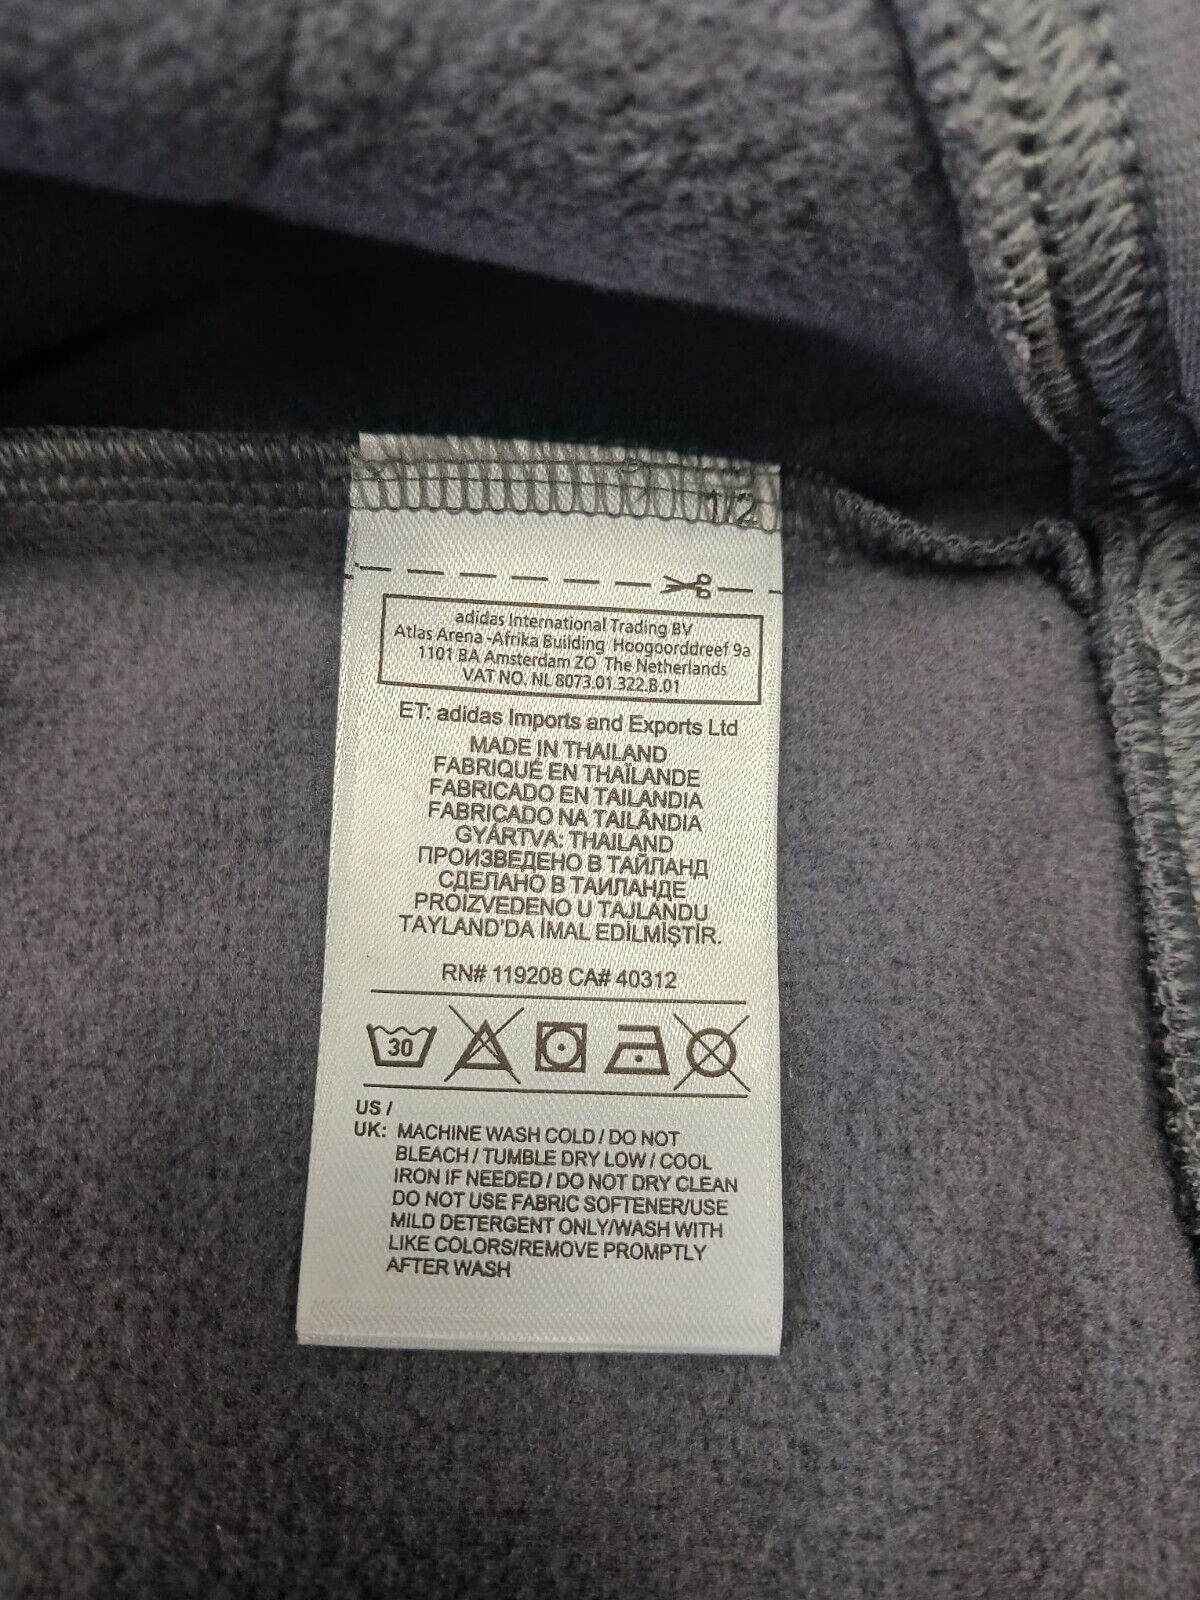 1/2
adidas International Trading BV
Atlas Arena -Afrika Building Hoogoorddreef 9a
1101 BA Amsterdam ZO The Netherlands
VAT NO. NL 8073.01.322.B.01
ET: adidas Imports and Exports Ltd
MADE IN THAILAND
FABRIQUÉ EN THAÏLANDE
FABRICADO EN TAILANDIA
FABRICADO NA TAILÂNDIA
GYÁRTVA: THAILAND
ПРОИЗВЕДЕНО В ТАЙЛАНД
СДЕЛАНО В ТАИЛАНДЕ
PROIZVEDENO U TAJLANDU
TAYLAND'DA İMAL EDİLMİŞTİR.
RN# 119208 CA# 40312
30
US /
UK: MACHINE WASH COLD / DO NOT
BLEACH / TUMBLE DRY LOW / COOL
IRON IF NEEDED / DO NOT DRY CLEAN
DO NOT USE FABRIC SOFTENER/USE
MILD DETERGENT ONLY/WASH WITH
LIKE COLORS/REMOVE PROMPTLY
AFTER WASH